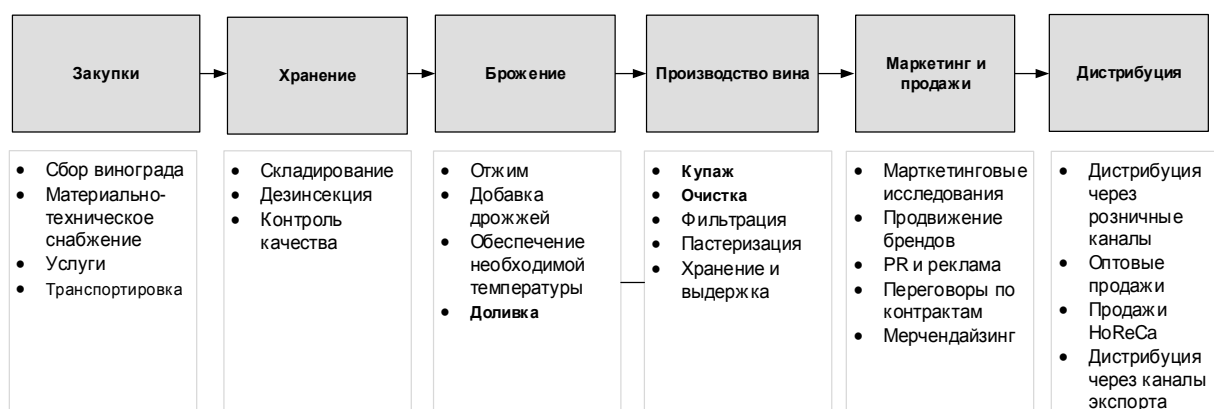 Закупки
Хранение
Брожение
Производство вина
Маркетинг и
продажи
Дистрибуция
Сбор винограда
Материально-
техническое
снабжение
Услуги
Транспортировка
Складирование
Дезинсекция
Контроль
качества
Отжим
Добавка
дрожжей
Обеспечение
необходимой
температуры
Доливка
Купаж
Очистка
Фильтрация
Пастеризация
Хранение и
выдержка
Марткетинговые
исследования
Продвижение
брендов
PR и реклама
Переговоры по
контрактам
Мерчендайзинг
Дистрибуция
через
розничные
каналы
Оптовые
продажи
Продажи
HoReCa
Дистрибуция
через каналы
экспорта